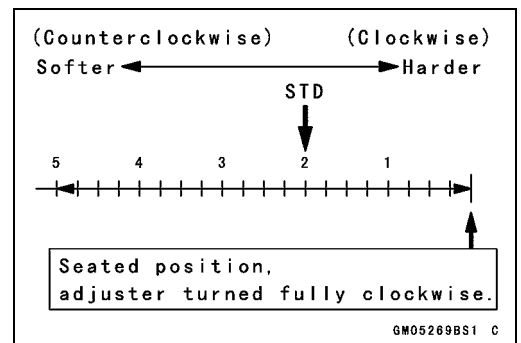 (Counterclockwise) (Clockwise)
Softer Harder
STD
5 4 3 2 1
Seated position,
adjuster turned fully clockwise.
GM05269BS1 C